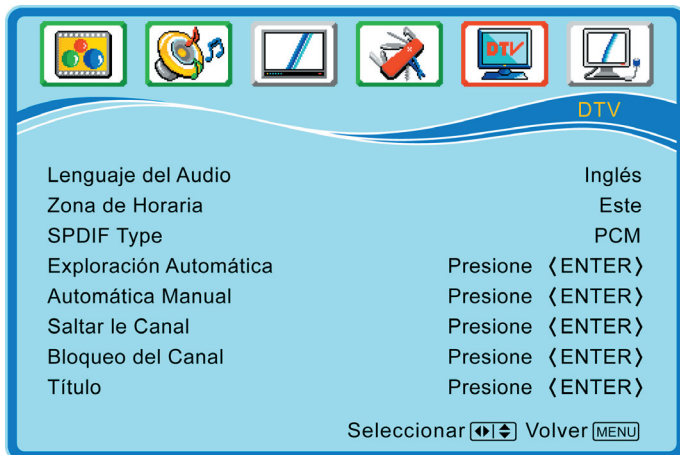 DTV
DTV
Lenguaje del Audio Inglés
Zona de Horaria Este
SPDIF Type PCM
Exploración Automática Presione 〈ENTER〉
Automática Manual Presione 〈ENTER〉
Saltar le Canal Presione 〈ENTER〉
Bloqueo del Canal Presione 〈ENTER〉
Título Presione 〈ENTER〉
Seleccionar Volver MENU